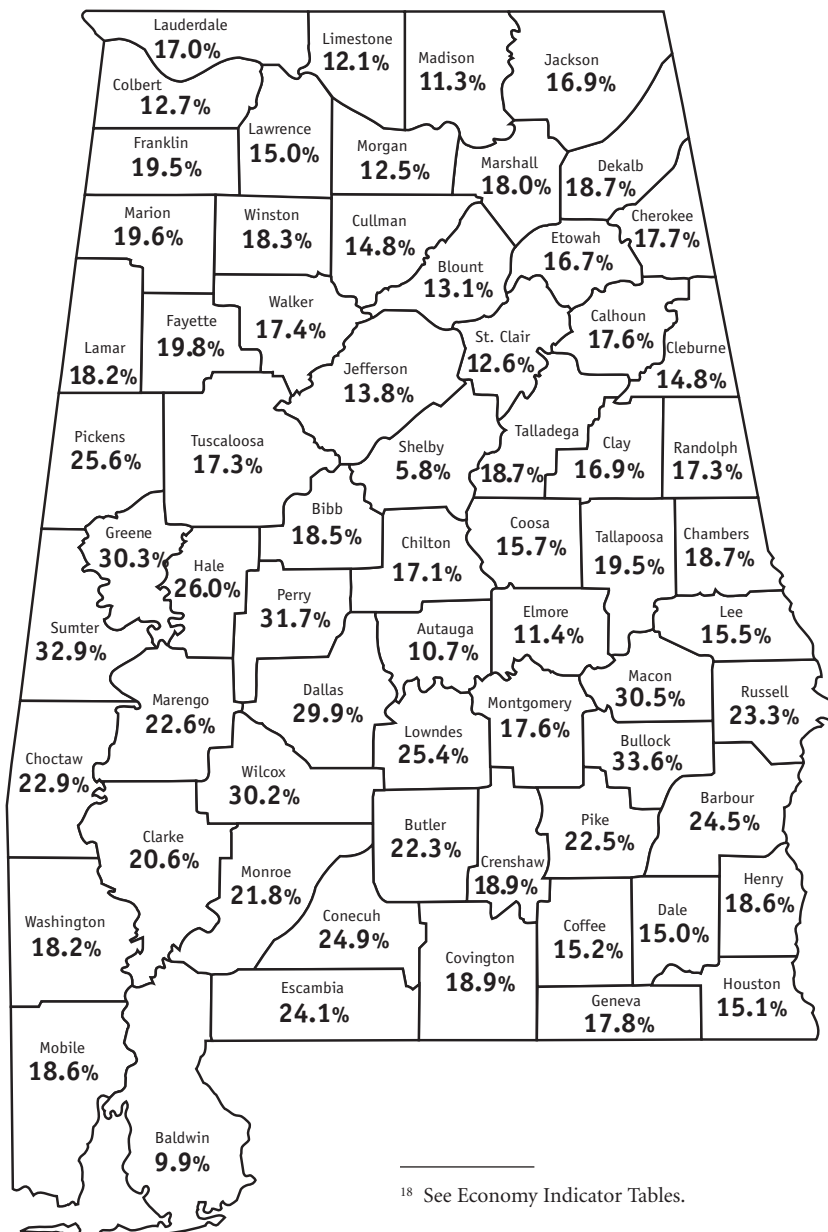 Lauderdale
17.0%
Limestone
12.1%
Madison
11.3%
Jackson
16.9%
Colbert
12.7%
Lawrence
15.0%
Franklin
19.5%
Morgan
12.5%
Marshall
18.0%
Dekalb
18.7%
Marion
19.6%
Winston
18.3%
Cullman
14.8%
Cherokee
17.7%
Etowah
16.7%
Blount
13.1%
Walker
17.4%
Fayette
19.8%
Lamar
18.2%
Calhoun
17.6%
St. Clair
12.6%
Cleburne
14.8%
Jefferson
13.8%
Pickens
25.6%
Tuscaloosa
17.3%
Shelby
5.8%
Talladega
18.7%
Clay
16.9%
Randolph
17.3%
Bibb
18.5%
Greene
30.3%
Hale
26.0%
Chilton
17.1%
Coosa
15.7%
Tallapoosa
19.5%
Chambers
18.7%
Perry
31.7%
Sumter
32.9%
Autauga
10.7%
Elmore
11.4%
Lee
15.5%
Marengo
22.6%
Dallas
29.9%
Lowndes
25.4%
Montgomery
17.6%
Macon
30.5%
Russell
23.3%
Bullock
33.6%
Choctaw
22.9%
Wilcox
30.2%
Barbour
24.5%
Clarke
20.6%
Butler
22.3%
Pike
22.5%
Crenshaw
18.9%
Monroe
21.8%
Henry
18.6%
Conecuh
24.9%
Washington
18.2%
Coffee
15.2%
Dale
15.0%
Covington
18.9%
Escambia
24.1%
Geneva
17.8%
Houston
15.1%
Mobile
18.6%
Baldwin
9.9%
18 See Economy Indicator Tables.